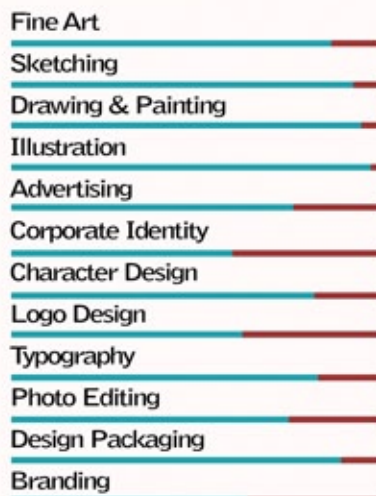 Fine Art
Sketching
Drawing & Painting
Illustration
Advertising
Corporate Identity
Character Design
Logo Design
Typography
Photo Editing
Design Packaging
Branding